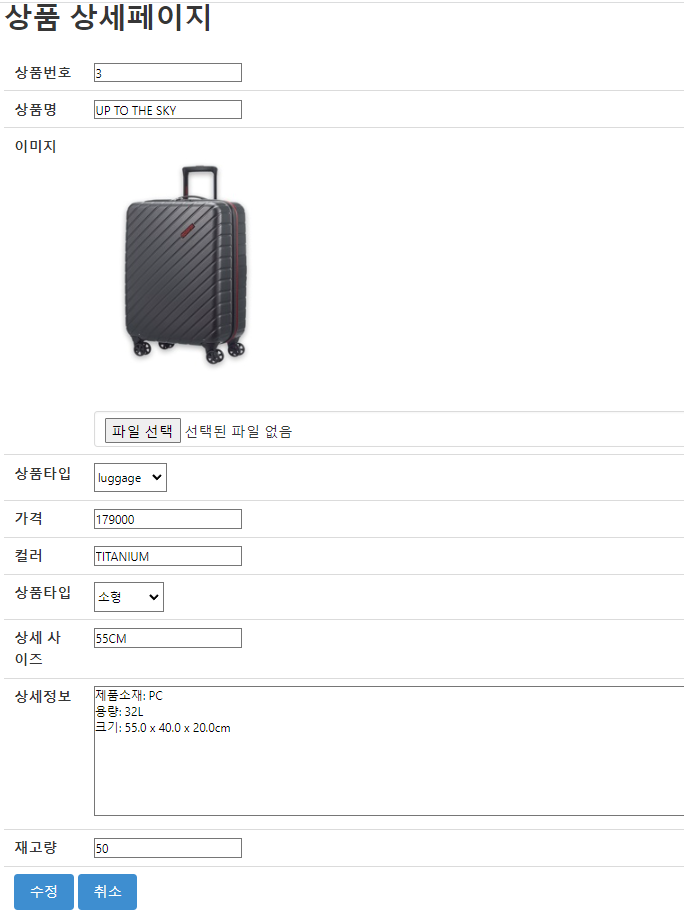 상품 상세페이지
상품번호 3
상품명 UP TO THE SKY
이미지
파일 선택 선택된 파일 없음
상품타입 luggage
가격 179000
컬러 TITANIUM
상품타입 소형
상세 사
이즈 55CM
상세정보 제품소재: PC
용량: 32L
크기: 55.0 x 40.0 x 20.0cm
재고량 50
수정 취소